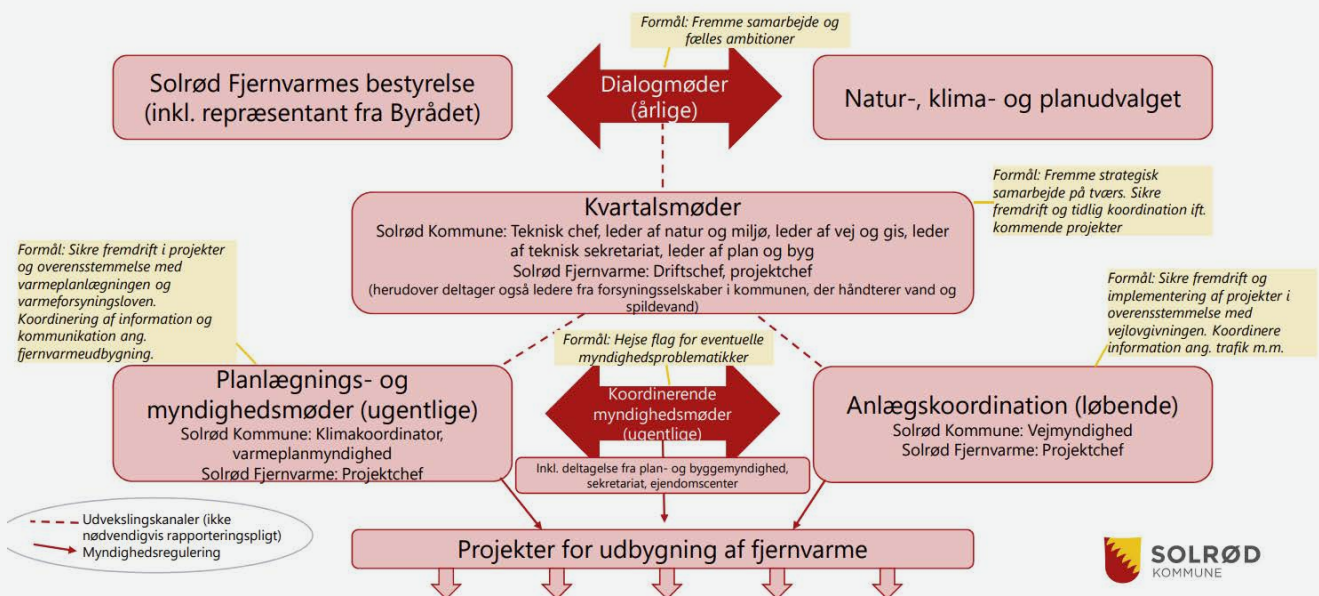 Formål: Fremme samarbejde og
fælles ambitioner
Solrød Fjernvarmes bestyrelse
(inkl. repræsentant fra Byrådet)
Dialogmøder
(årlige)
Natur-, klima- og planudvalget
Formål: Fremme strategisk
samarbejde på tværs. Sikre
fremdrift og tidlig koordination ift.
kommende projekter
Kvartalsmøder
Solrød Kommune: Teknisk chef, leder af natur og miljø, leder af vej og gis, leder
af teknisk sekretariat, leder af plan og byg
Solrød Fjernvarme: Driftschef, projektchef
(herudover deltager også ledere fra forsyningsselskaber i kommunen, der håndterer vand og
spildevand)
Formål: Sikre fremdrift i projekter
og overensstemmelse med
varmeplanlægningen og
varmeforsyningsloven.
Koordinering af information og
kommunikation ang.
fjernvarmeudbygning.
Formål: Hejse flag for eventuelle
myndighedsproblematikker
Formål: Sikre fremdrift og
implementering af projekter i
overensstemmelse med
vejlovgivningen. Koordinere
information ang. trafik m.m.
Planlægnings- og
myndighedsmøder (ugentlige)
Solrød Kommune: Klimakoordinator,
varmeplanmyndighed
Solrød Fjernvarme: Projektchef
Koordinerende
myndighedsmøder
(ugentlige)
Inkl. deltagelse fra plan- og byggemyndighed,
sekretariat, ejendomscenter
Anlægskoordination (løbende)
Solrød Kommune: Vejmyndighed
Solrød Fjernvarme: Projektchef
Udvekslingskanaler (ikke
nødvendigvis rapporteringspligt)
Myndighedsregulering
Projekter for udbygning af fjernvarme
SOLRØD
KOMMUNE